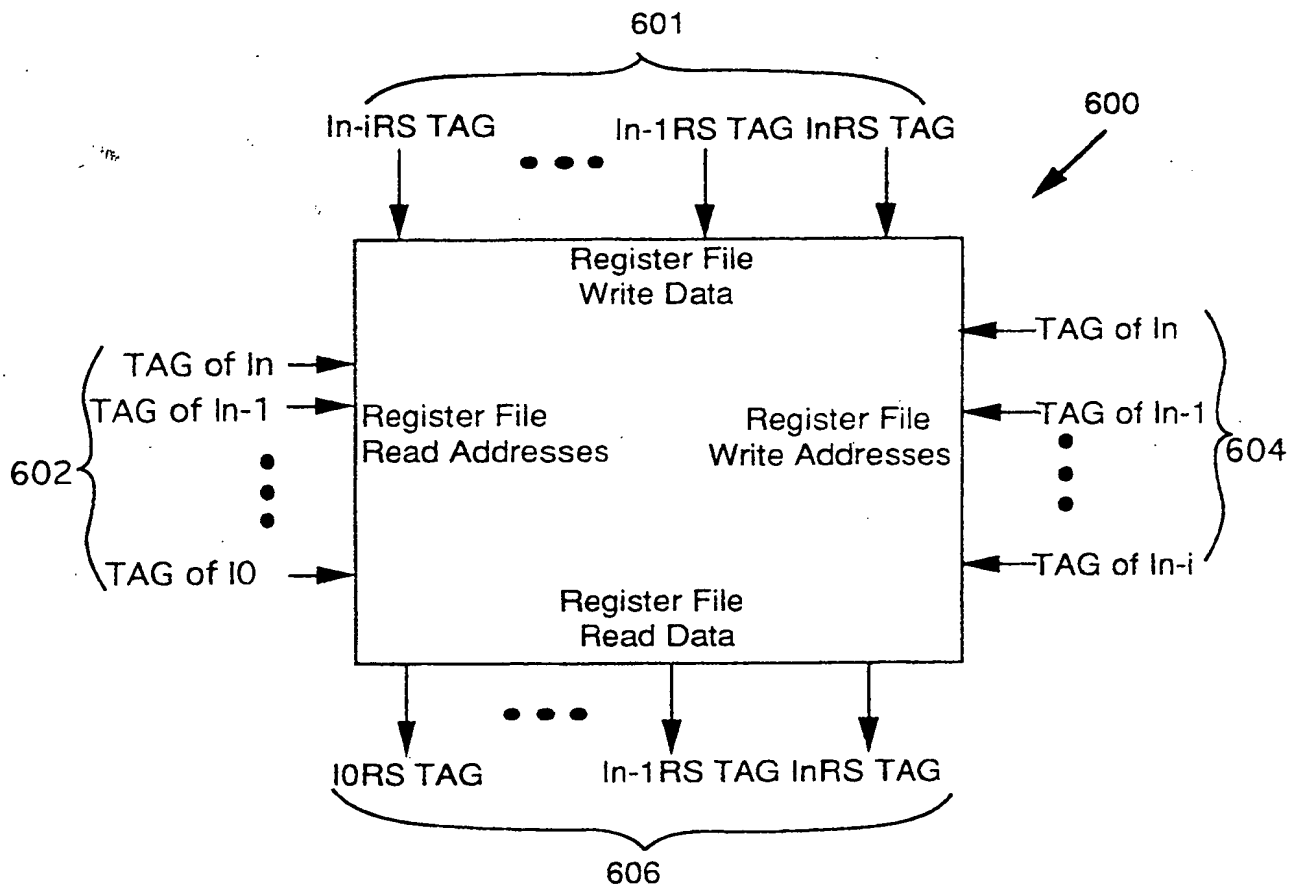 601
600
In-iRS TAG
In-1RS TAG InRS TAG
Register File
Write Data
TAG of In
TAG of In-1
602
TAG of I0
Register File
Read Addresses
Register File
Write Addresses
TAG of In
TAG of In-1
604
TAG of In-i
Register File
Read Data
I0RS TAG
In-1RS TAG InRS TAG
606